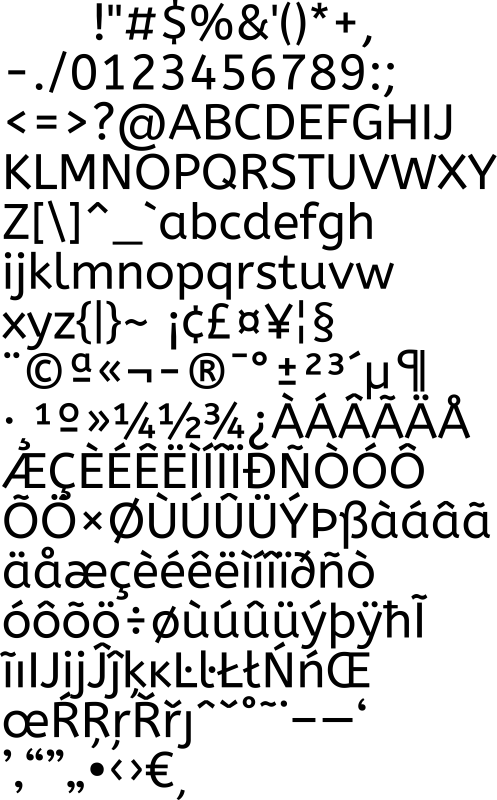 !"#$%&'()*+,
-./0123456789:;
<=>?@ABCDEFGHIJ
KLMNOPQRSTUVWXY
Z[\]^_`abcdefgh
ijklmnopqrstuvw
xyz{|}~ ¡¢£¤¥¦§
¨©ª«¬-®¯°±²³´µ¶
·¸¹º»¼½¾¿ÀÁÂÃÄÅ
ÆÇÈÉÊËÌÍÎÏÐÑÒÓÔ
ÕÖ×ØÙÚÛÜÝÞßàáâã
äåæçèéêëìíîïðñò
óôõö÷øùúûüýþÿħĨ
ĩıĲĳĴĵķĸĿŀŁłŃńŒ
œŔŖŗŘřȷˆˇ˚˜˙–—‘
’‚“”„•‹›€̦